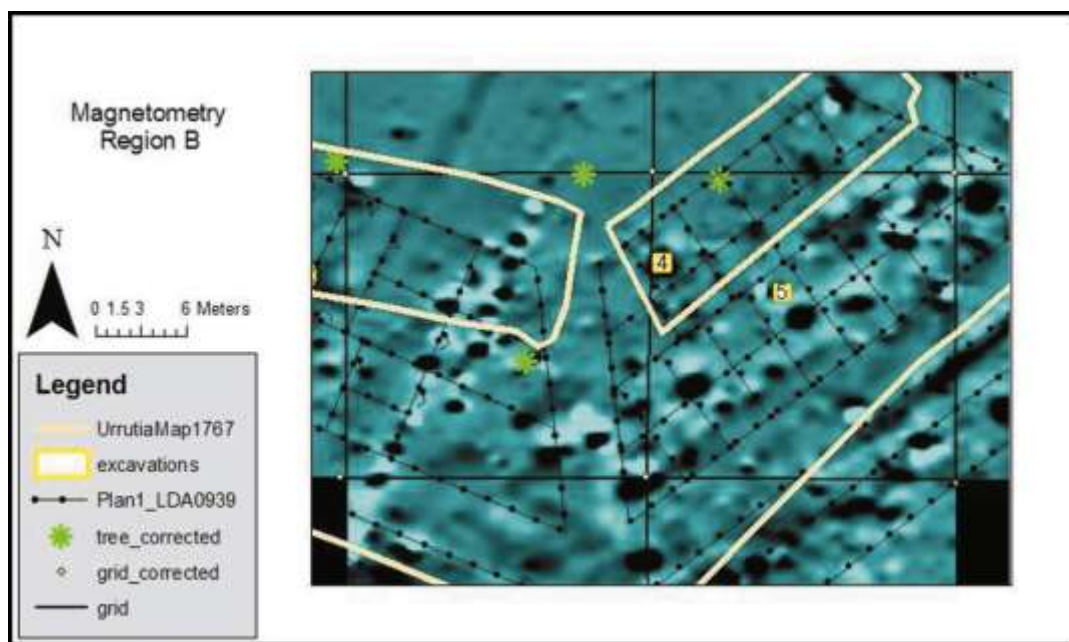 Magnetometry
Region B
N
0 1.5 3 6 Meters
Legend
UrrutiaMap1767
excavations
Plan1_LDA0939
tree_corrected
grid_corrected
grid
4
5